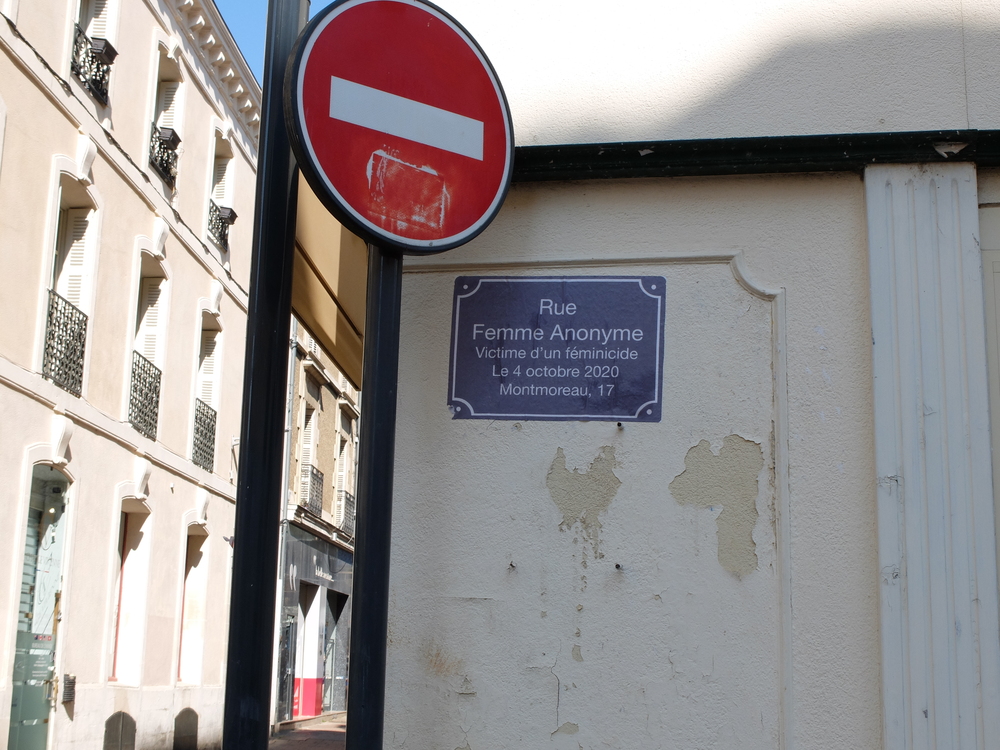 Rue
Femme Anonyme
Victime d'un féminicide
Le 4 octobre 2020
Montmoreau, 17